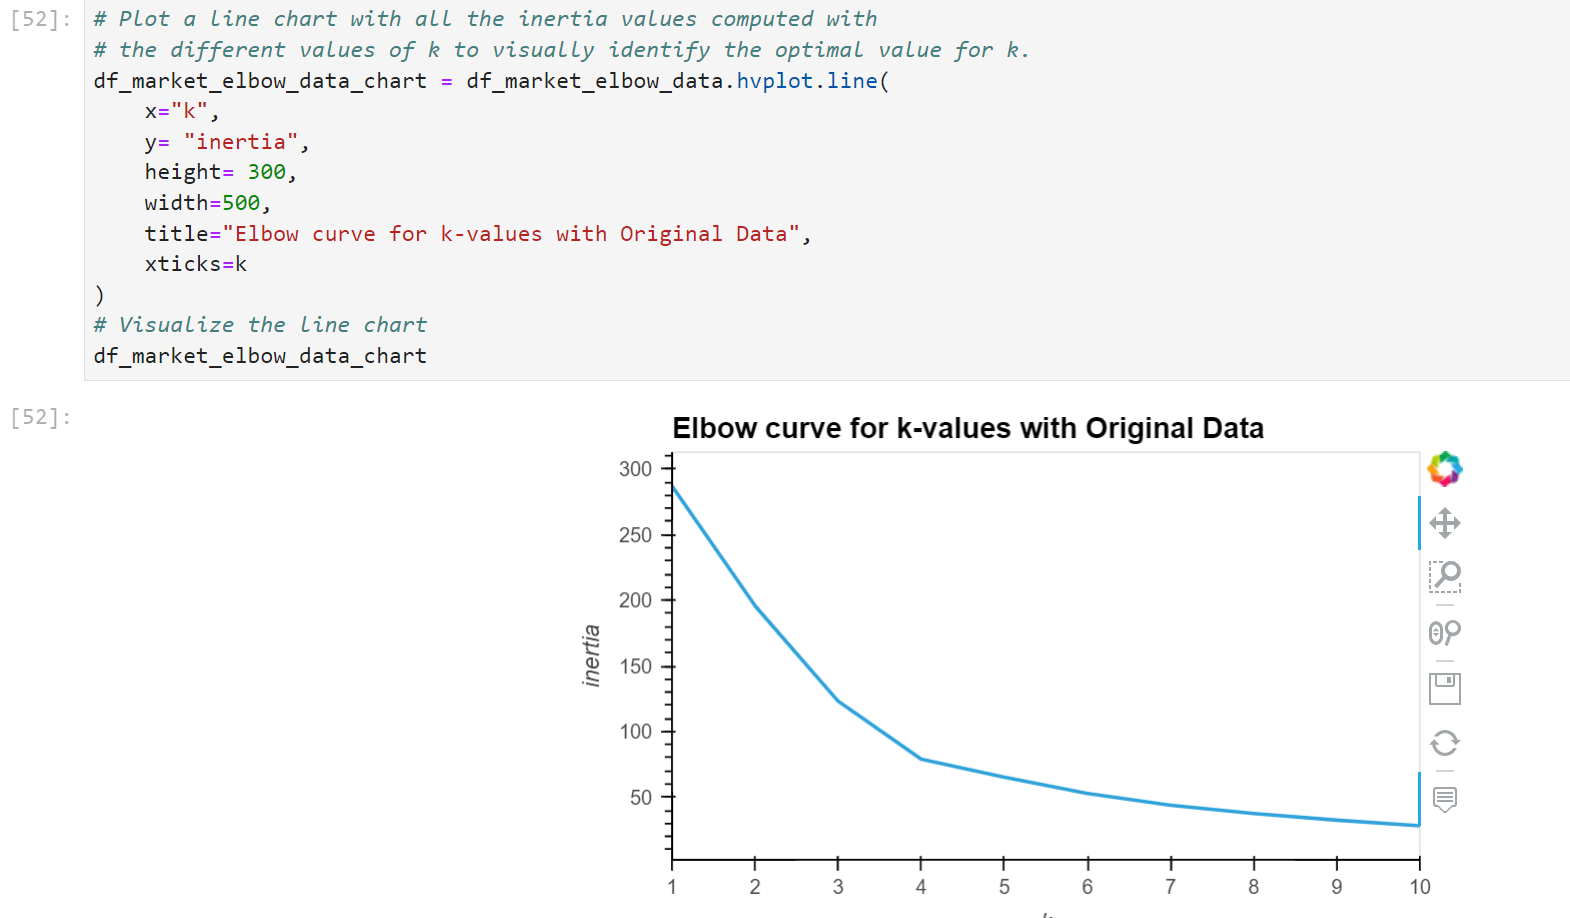 [52]: # Plot a line chart with all the inertia values computed with
# the different values of k to visually identify the optimal value for k.
df_market_elbow_data_chart = df_market_elbow_data.hvplot.line(
    x="k",
    y= "inertia",
    height= 300,
    width=500,
    title="Elbow curve for k-values with Original Data",
    xticks=k
)
# Visualize the line chart
df_market_elbow_data_chart
[52]:
Elbow curve for k-values with Original Data
300
250
200
150
100
50
inertia
1 2 3 4 5 6 7 8 9 10